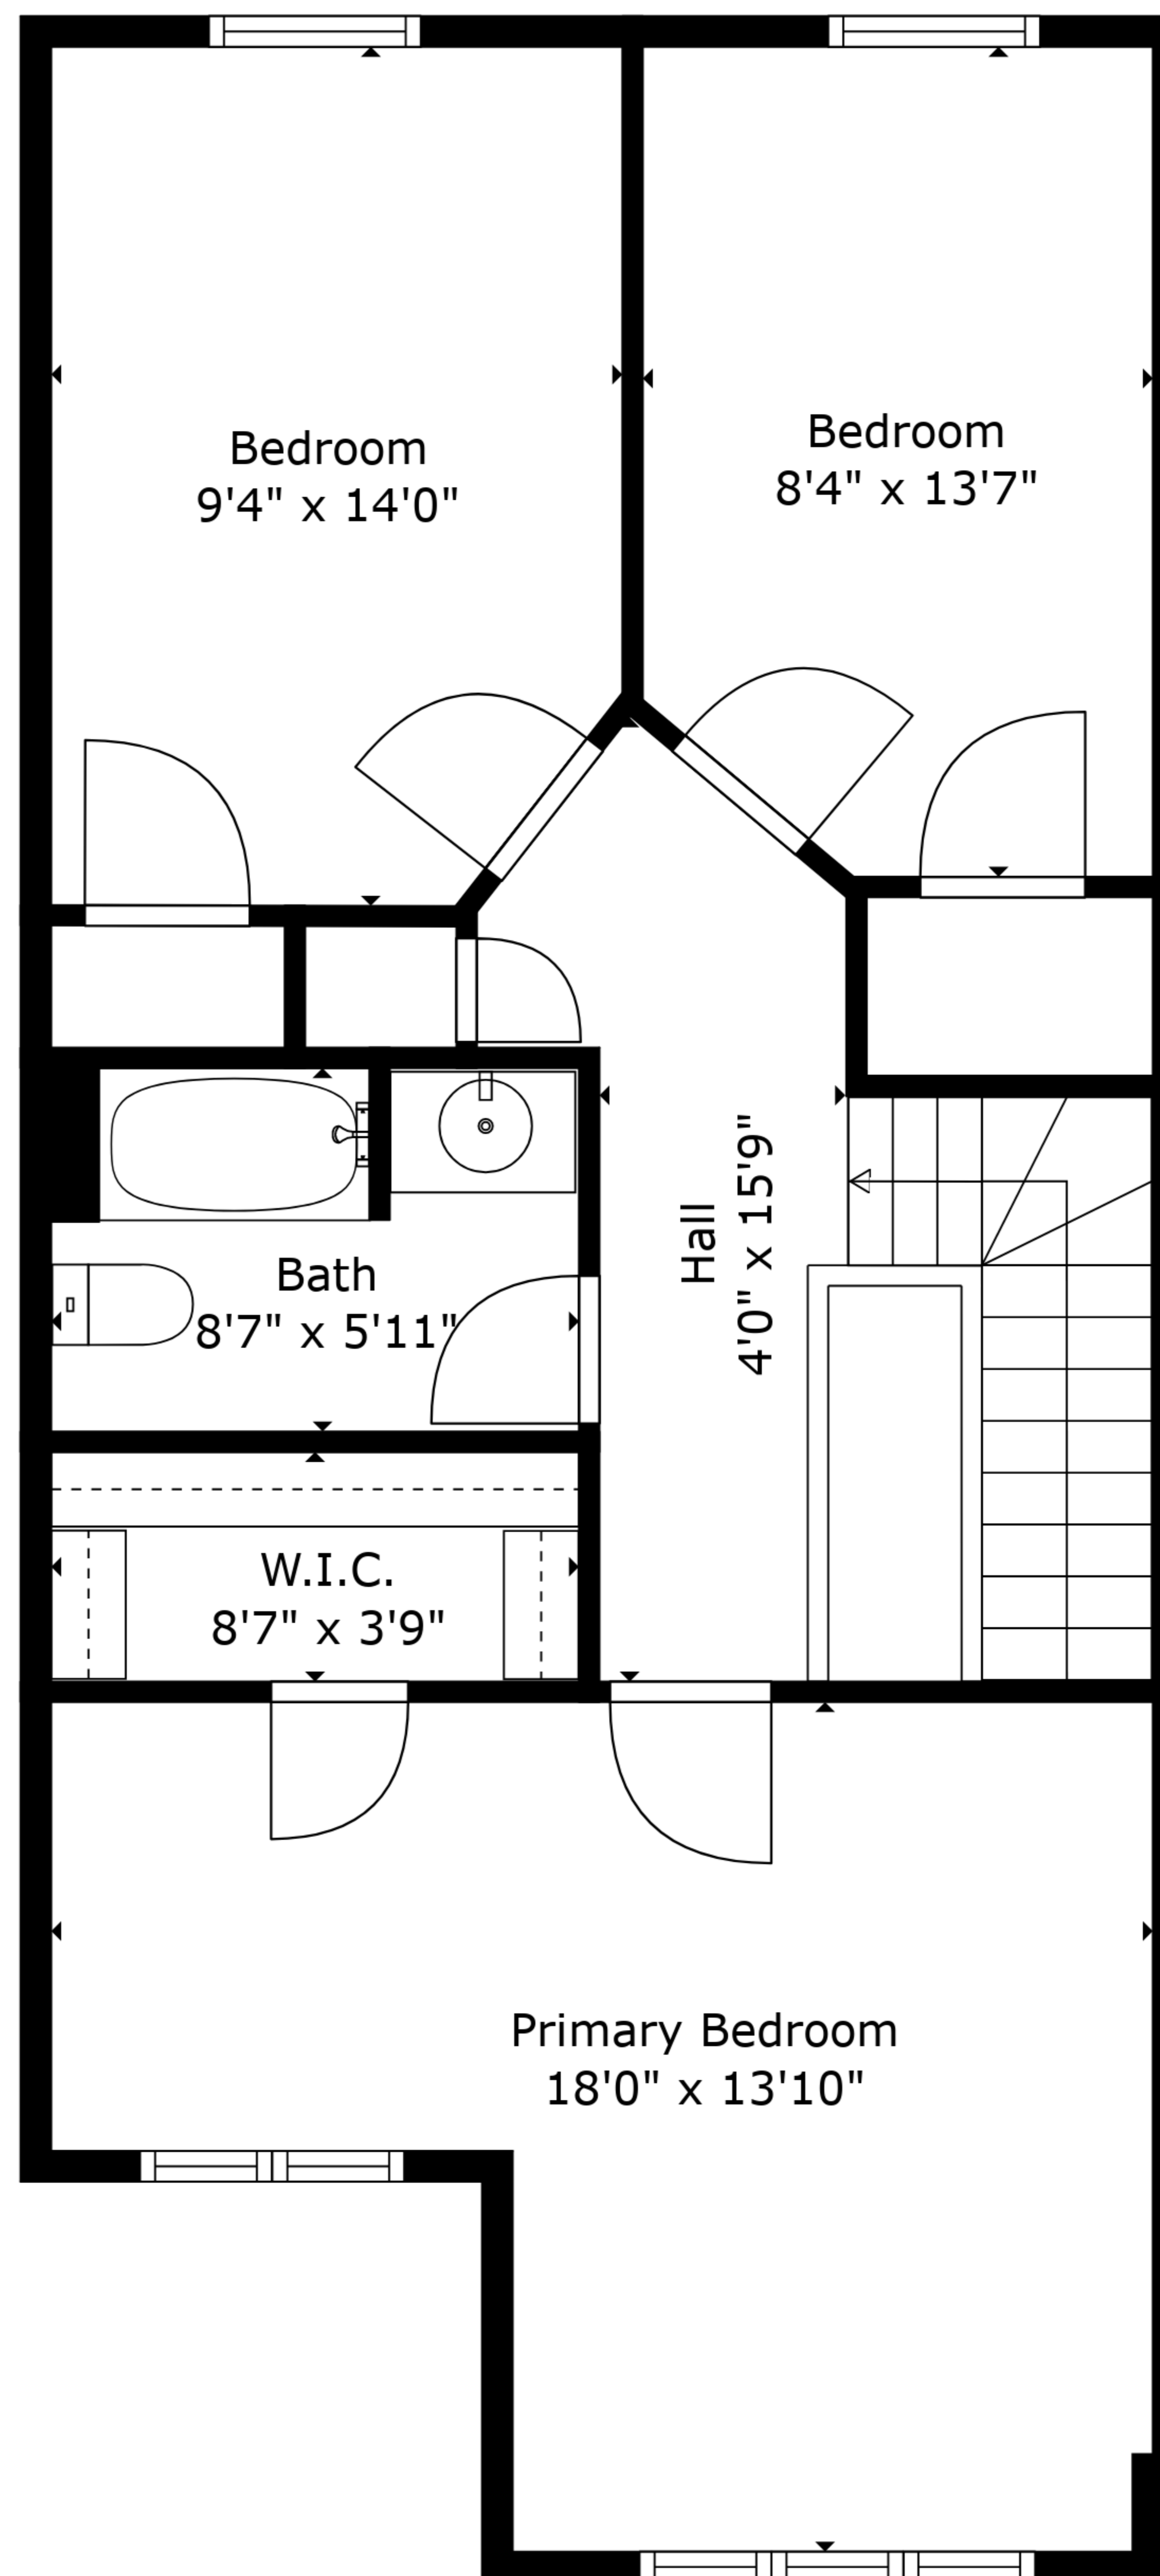 Bedroom
9'4" x 14'0"
Bedroom
8'4" x 13'7"
Hall
4'0" x 15'9"
Bath
8'7" x 5'11"
W.I.C.
8'7" x 3'9"
Primary Bedroom
18'0" x 13'10"